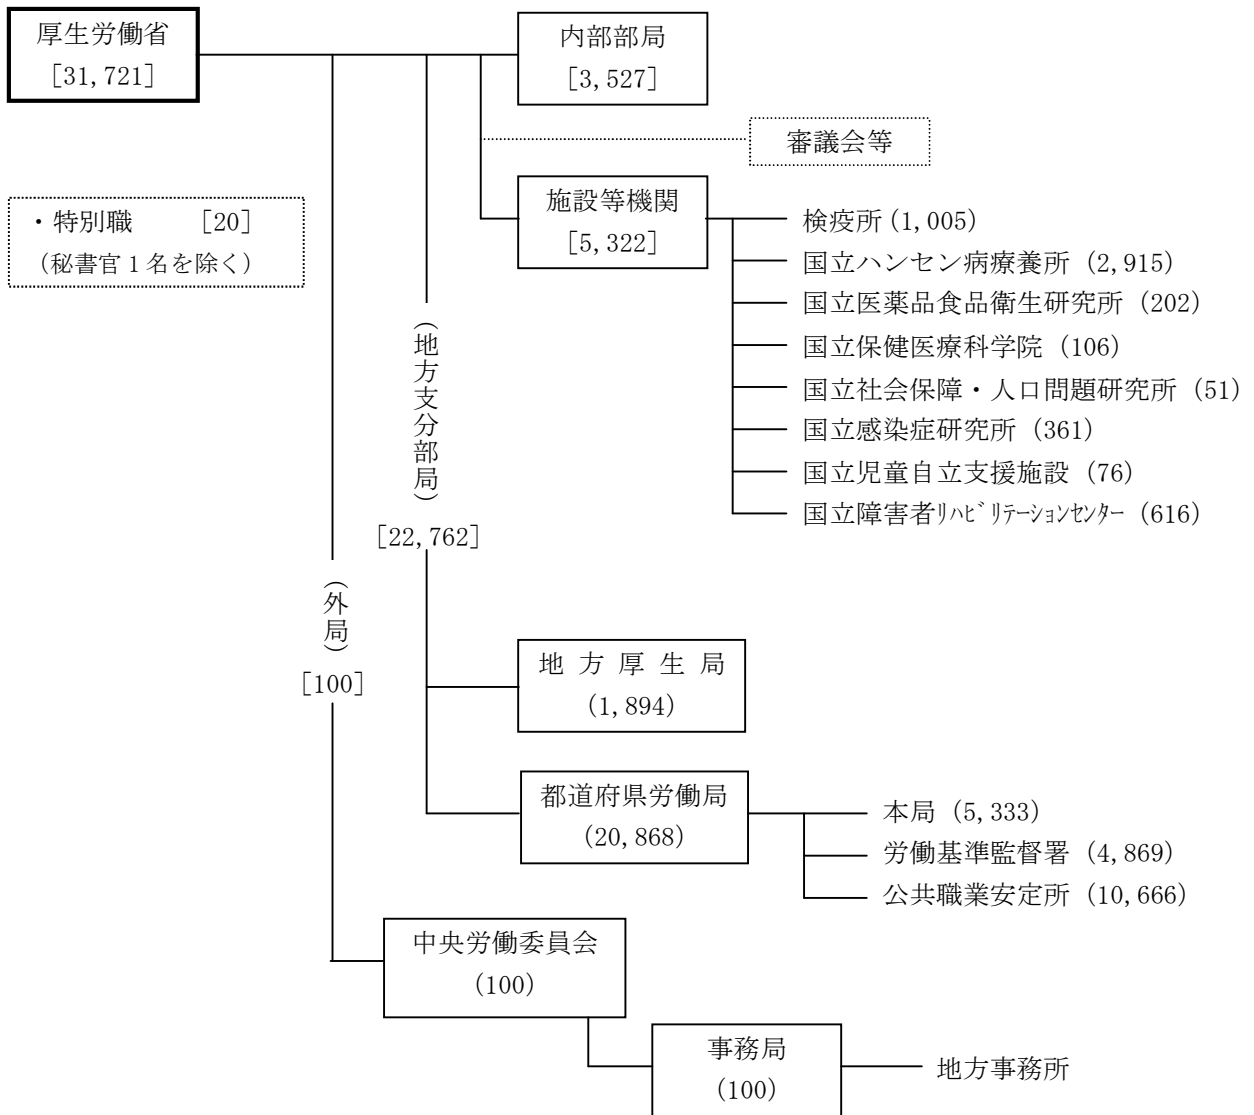 厚生労働省
[31,721]
内部部局
[3,527]
審議会等
施設等機関
[5,322]
・特別職 [20]
(秘書官1名を除く)
検疫所(1,005)
国立ハンセン病療養所 (2,915)
国立医薬品食品衛生研究所 (202)
国立保健医療科学院 (106)
国立社会保障・人口問題研究所 (51)
国立感染症研究所 (361)
国立児童自立支援施設 (76)
国立障害者ﾘﾊﾋﾞﾘﾃｰｼｮﾝｾﾝﾀｰ (616)
(地方支分部局)
[22,762]
(外局)
[100]
地方厚生局
(1,894)
都道府県労働局
(20,868)
本局 (5,333)
労働基準監督署 (4,869)
公共職業安定所 (10,666)
中央労働委員会
(100)
事務局
(100)
地方事務所